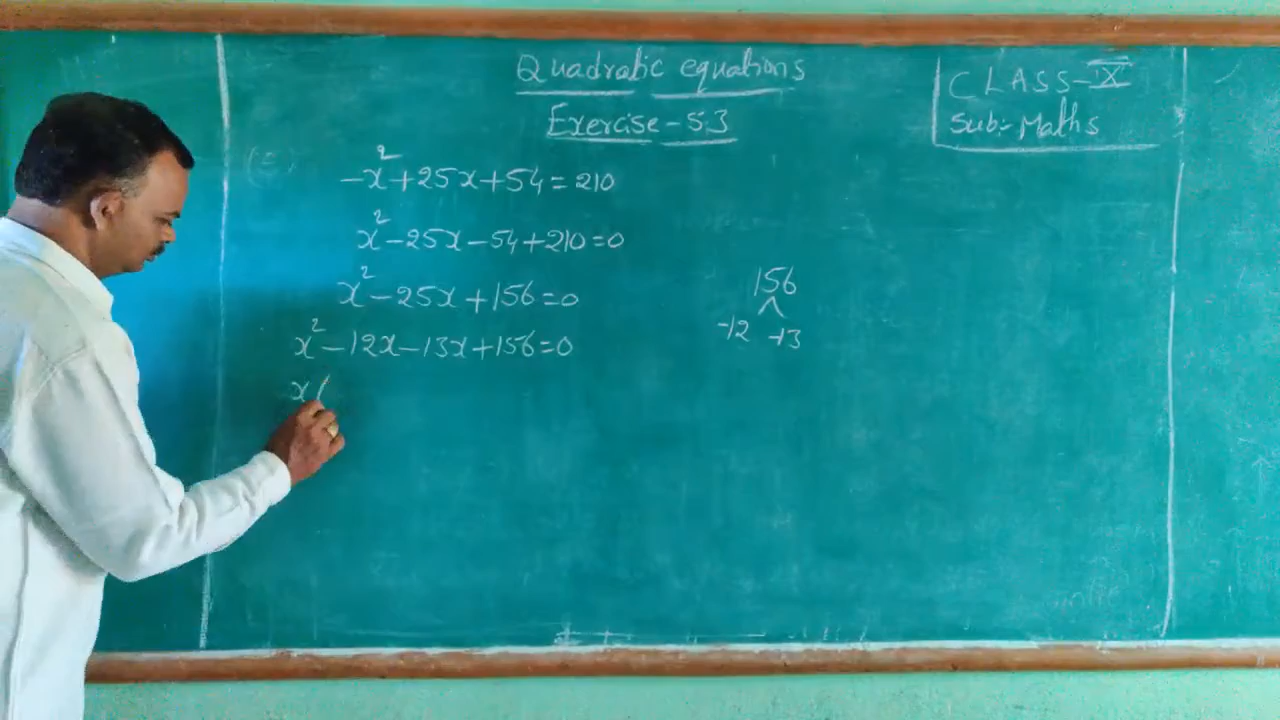 Quadratic equations
Exercise - 5.3
CLASS-X
Sub:- Maths
-x²+25x+54=210
x²-25x-54+210=0
x²-25x+156=0
x²-12x-13x+156=0
x(
156
-12 -13